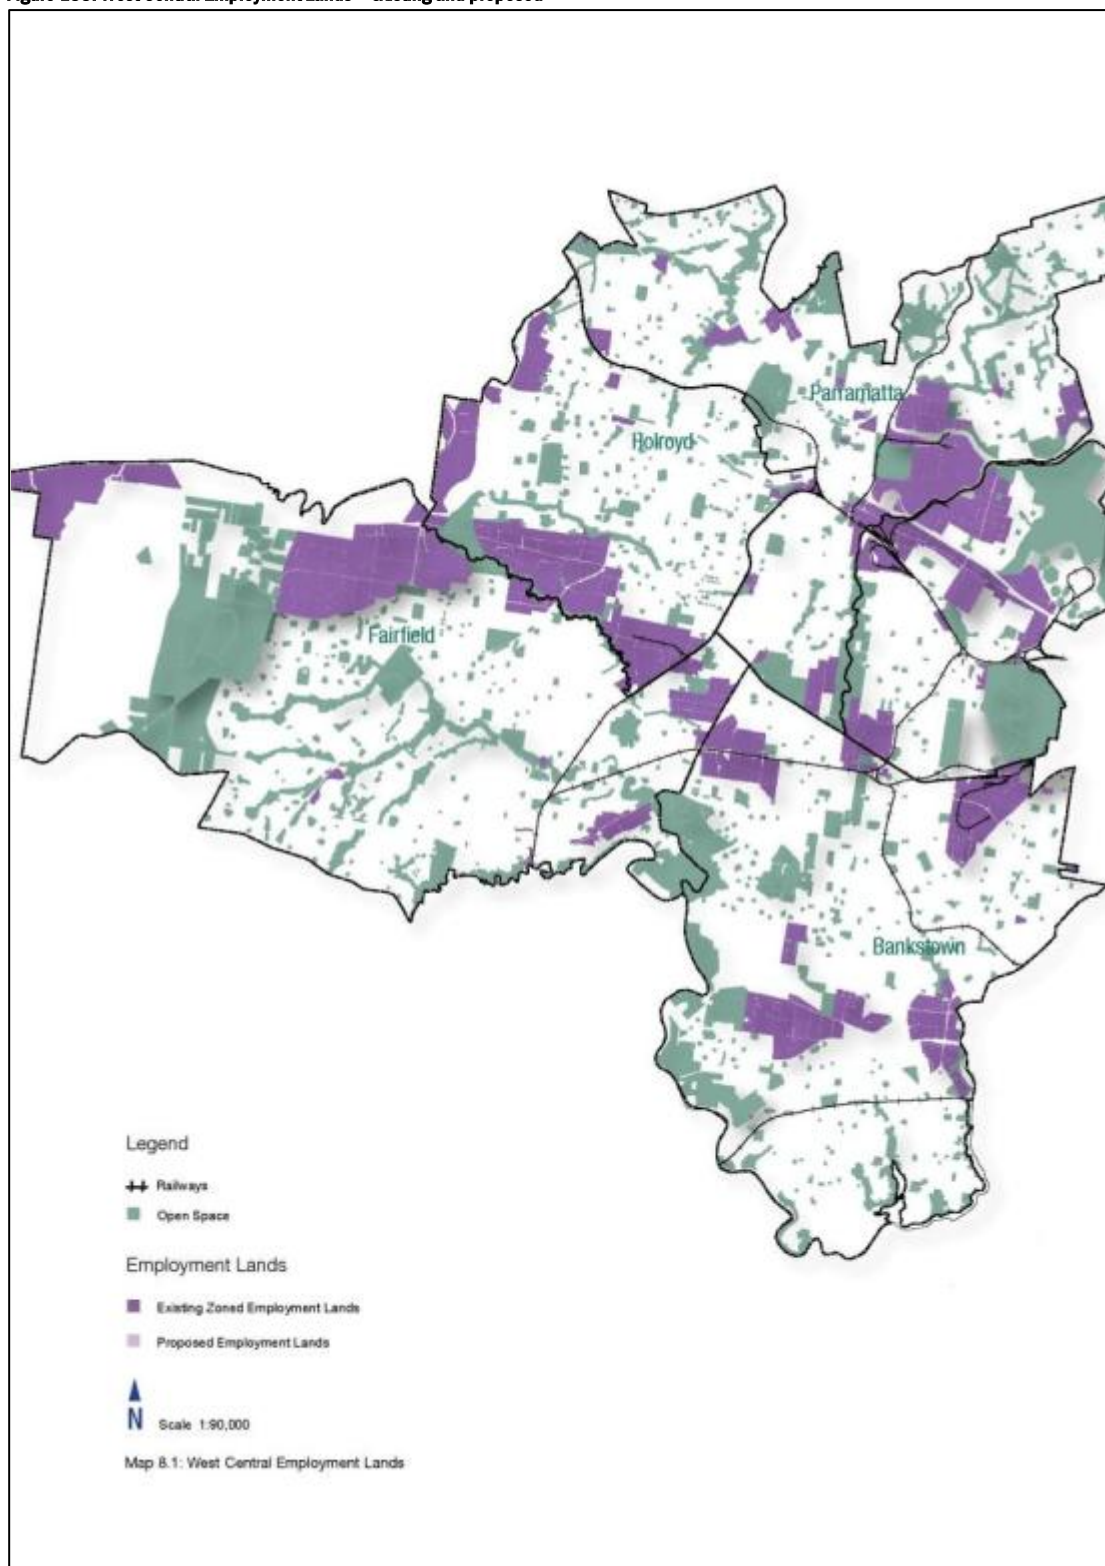 Parramatta
Holroyd
Fairfield
Bankstown
Legend
Railways
Open Space
Employment Lands
Existing Zoned Employment Lands
Proposed Employment Lands
N Scale 1:90,000
Map 8.1: West Central Employment Lands